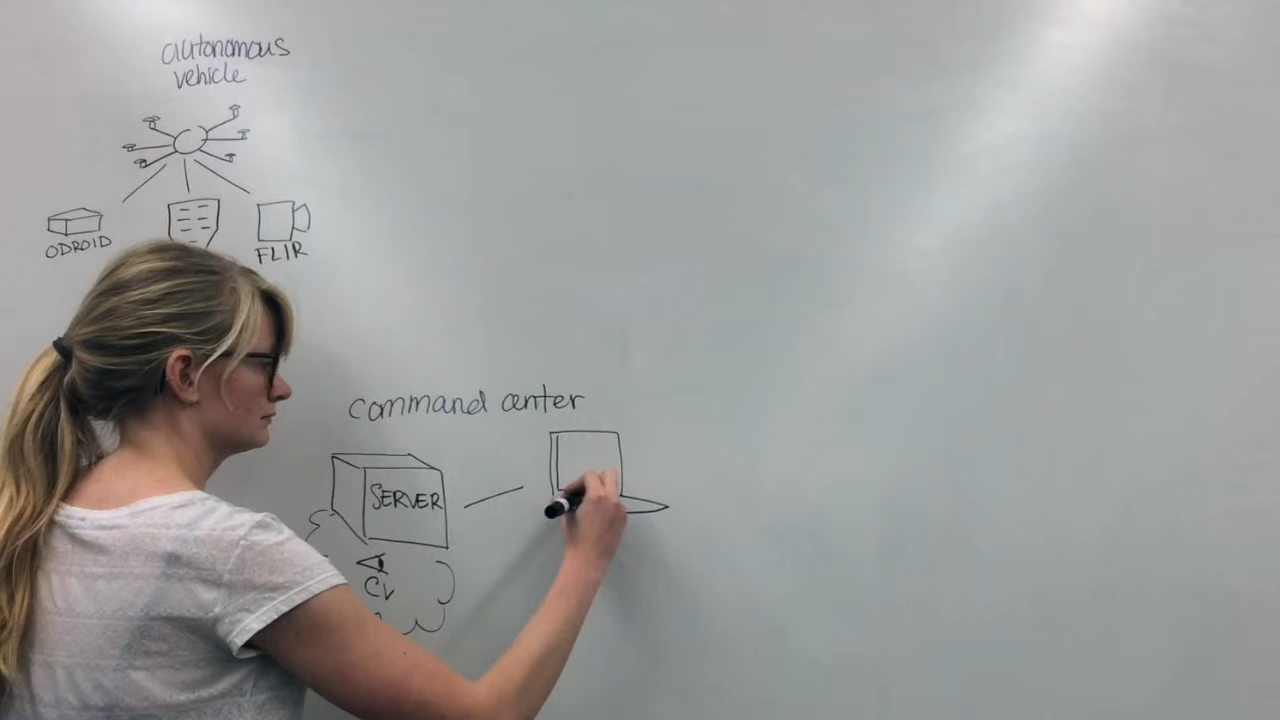 autonomous
vehicle
ODROID
FLIR
command center
SERVER
CV